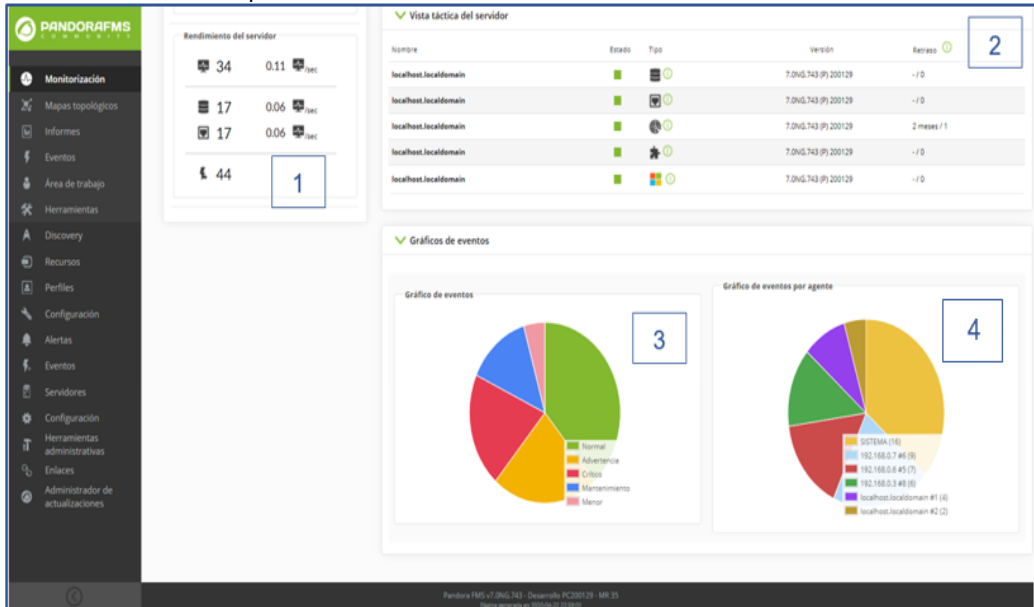 PANDORAFMS
COMMUNITY
Monitorización
Mapas topológicos
Informes
Eventos
Área de trabajo
Herramientas
Discovery
Recursos
Perfiles
Configuración
Alertas
Eventos
Servidores
Configuración
Herramientas
administrativas
Enlaces
Administrador de
actualizaciones
Rendimiento del servidor
34 0.11 /sec
17 0.06 /sec
17 0.06 /sec
44
1
Vista táctica del servidor
2
Nombre Estado Tipo Versión Retraso
localhost.localdomain 7.0NG.743 (P) 200129 - / 0
localhost.localdomain 7.0NG.743 (P) 200129 - / 0
localhost.localdomain 7.0NG.743 (P) 200129 2 meses / 1
localhost.localdomain 7.0NG.743 (P) 200129 - / 0
localhost.localdomain 7.0NG.743 (P) 200129 - / 0
Gráficos de eventos
Gráfico de eventos
3
Normal
Advertencia
Crítico
Mantenimiento
Menor
Gráfico de eventos por agente
4
SISTEMA (16)
192.168.0.7 #6 (9)
192.168.0.6 #5 (7)
192.168.0.3 #8 (6)
localhost.localdomain #1 (4)
localhost.localdomain #2 (2)
Pandora FMS v7.0NG.743 - Desarrollo PC200129 - MR 35
Página generada en